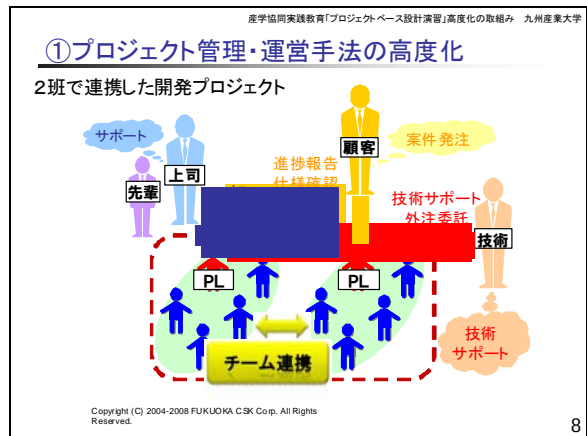 産学協同実践教育「プロジェクトベース設計演習」高度化の取組み　九州産業大学
①プロジェクト管理・運営手法の高度化
２班で連携した開発プロジェクト
サポート
上司
先輩
顧客
案件発注
進捗報告
仕様確認
技術サポート
外注委託
技術
PL
PL
チーム連携
技術
サポート
Copyright (C) 2004-2008 FUKUOKA CSK Corp. All Rights
Reserved.
8